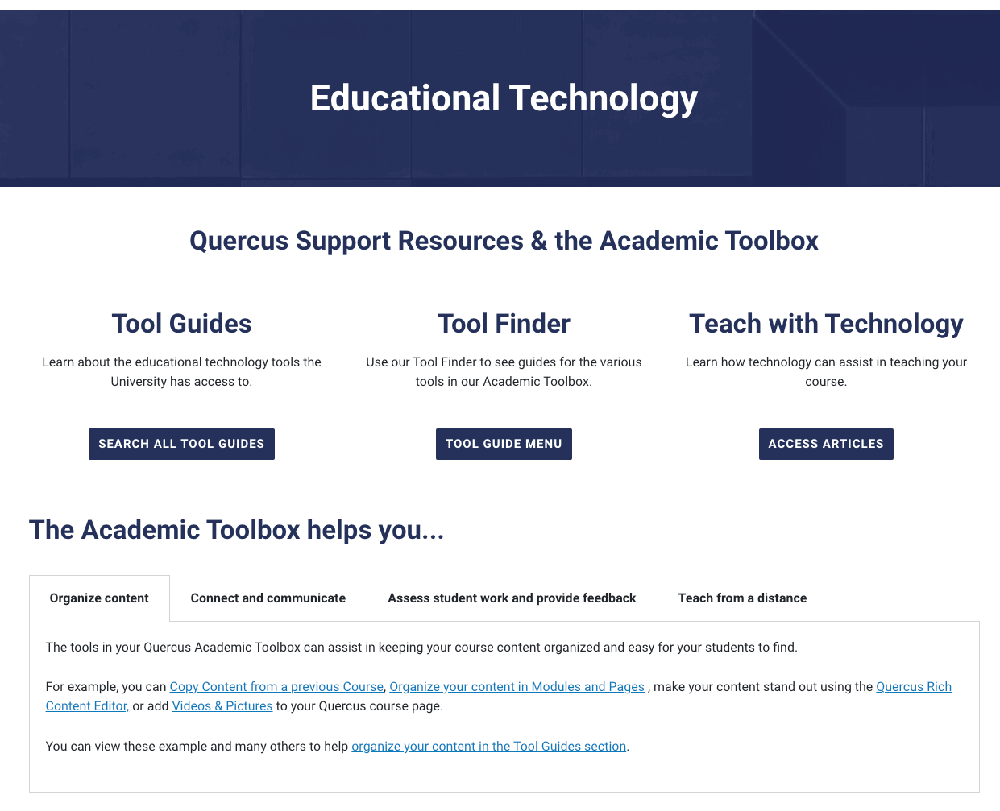 Educational Technology
Quercus Support Resources & the Academic Toolbox
Tool Guides
Learn about the educational technology tools the
University has access to.
SEARCH ALL TOOL GUIDES
Tool Finder
Use our Tool Finder to see guides for the various
tools in our Academic Toolbox.
TOOL GUIDE MENU
Teach with Technology
Learn how technology can assist in teaching your
course.
ACCESS ARTICLES
The Academic Toolbox helps you...
Organize content
Connect and communicate
Assess student work and provide feedback
Teach from a distance
The tools in your Quercus Academic Toolbox can assist in keeping your course content organized and easy for your students to find.
For example, you can Copy Content from a previous Course, Organize your content in Modules and Pages , make your content stand out using the Quercus Rich
Content Editor, or add Videos & Pictures to your Quercus course page.
You can view these example and many others to help organize your content in the Tool Guides section.